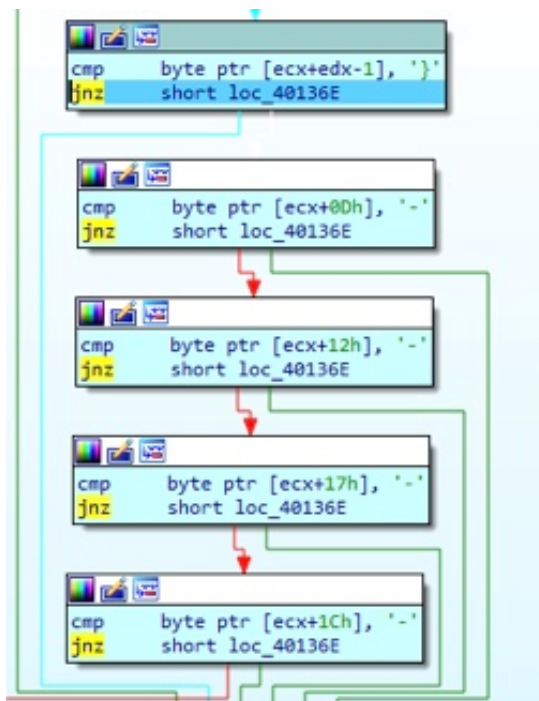 cmp byte ptr [ecx+edx-1], '}'
jnz short loc_40136E
cmp byte ptr [ecx+0Dh], '-'
jnz short loc_40136E
cmp byte ptr [ecx+12h], '-'
jnz short loc_40136E
cmp byte ptr [ecx+17h], '-'
jnz short loc_40136E
cmp byte ptr [ecx+1Ch], '-'
jnz short loc_40136E